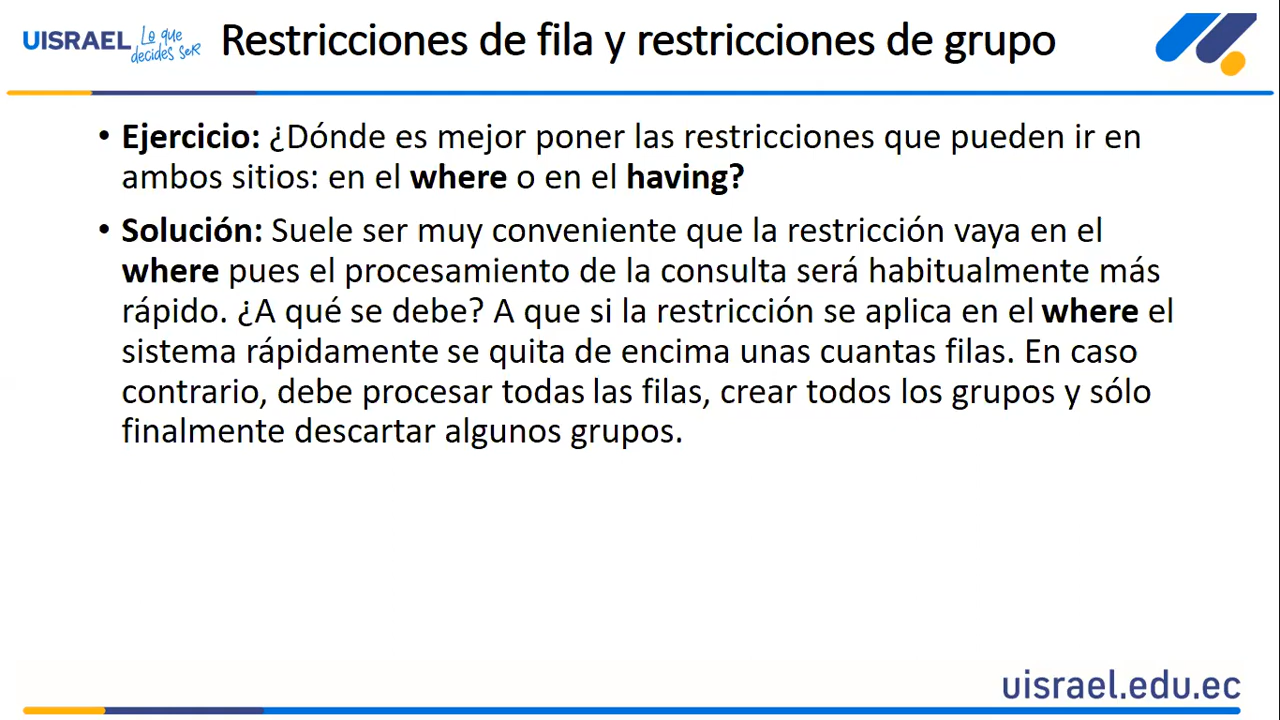 UISRAEL Lo que decides seR
Restricciones de fila y restricciones de grupo
• Ejercicio: ¿Dónde es mejor poner las restricciones que pueden ir en
ambos sitios: en el where o en el having?
• Solución: Suele ser muy conveniente que la restricción vaya en el
where pues el procesamiento de la consulta será habitualmente más
rápido. ¿A qué se debe? A que si la restricción se aplica en el where el
sistema rápidamente se quita de encima unas cuantas filas. En caso
contrario, debe procesar todas las filas, crear todos los grupos y sólo
finalmente descartar algunos grupos.
uisrael.edu.ec